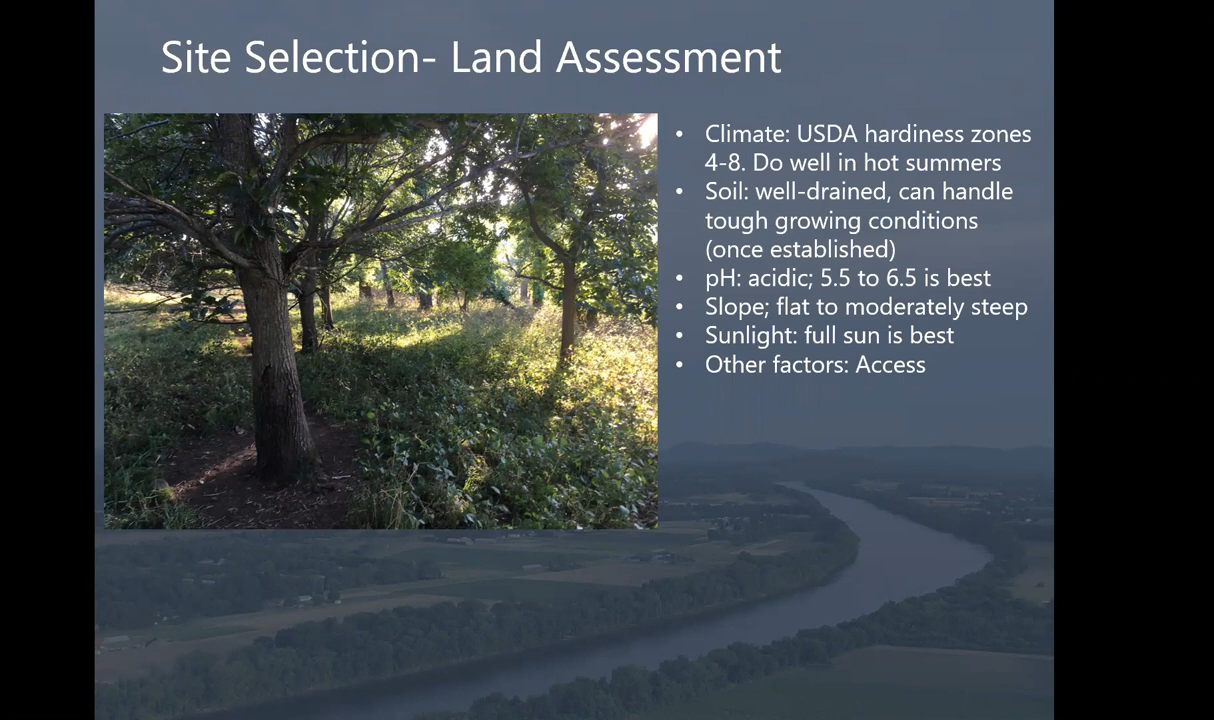 Site Selection- Land Assessment
• Climate: USDA hardiness zones
4-8. Do well in hot summers
• Soil: well-drained, can handle
tough growing conditions
(once established)
• pH: acidic; 5.5 to 6.5 is best
• Slope; flat to moderately steep
• Sunlight: full sun is best
• Other factors: Access